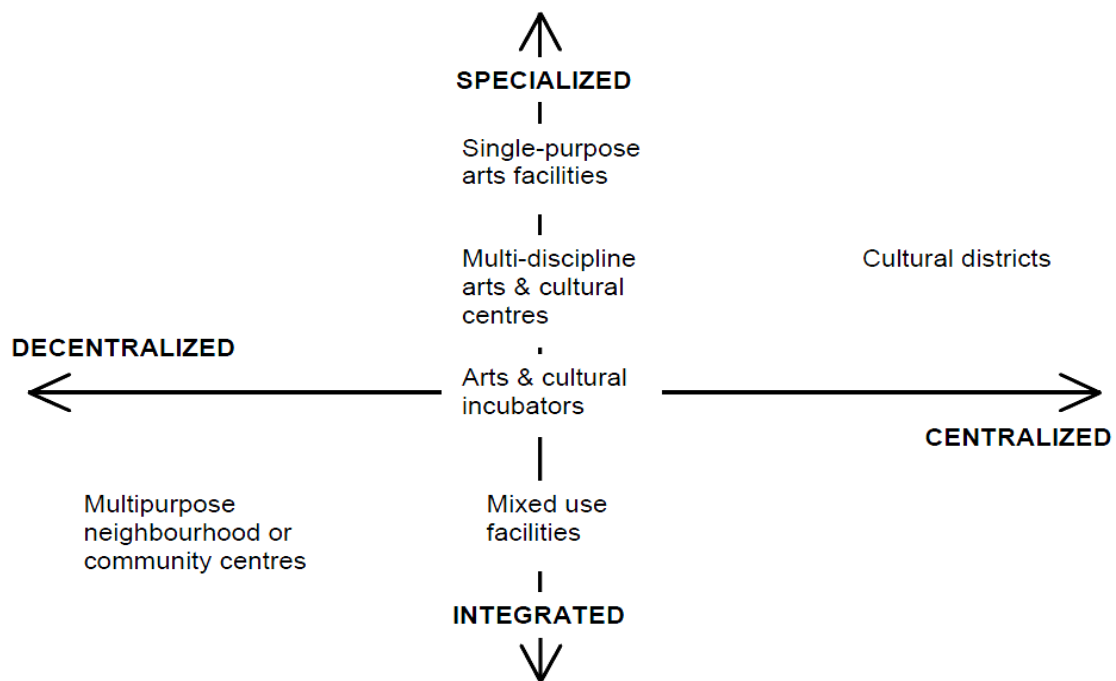 SPECIALIZED
Single-purpose
arts facilities
Multi-discipline
arts & cultural
centres
Cultural districts
DECENTRALIZED
Arts & cultural
incubators
CENTRALIZED
Multipurpose
neighbourhood or
community centres
Mixed use
facilities
INTEGRATED